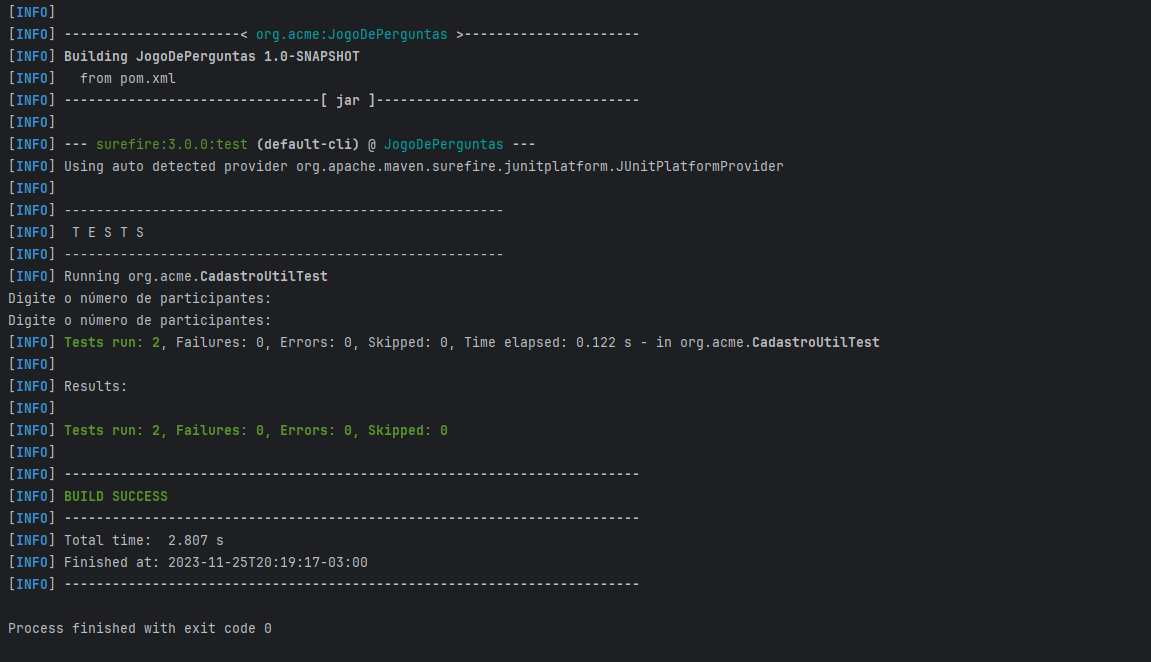 [INFO]
[INFO] ----------------------< org.acme:JogoDePerguntas >----------------------
[INFO] Building JogoDePerguntas 1.0-SNAPSHOT
[INFO]   from pom.xml
[INFO] --------------------------------[ jar ]---------------------------------
[INFO]
[INFO] --- surefire:3.0.0:test (default-cli) @ JogoDePerguntas ---
[INFO] Using auto detected provider org.apache.maven.surefire.junitplatform.JUnitPlatformProvider
[INFO]
[INFO] -------------------------------------------------------
[INFO]  T E S T S
[INFO] -------------------------------------------------------
[INFO] Running org.acme.CadastroUtilTest
Digite o número de participantes:
Digite o número de participantes:
[INFO] Tests run: 2, Failures: 0, Errors: 0, Skipped: 0, Time elapsed: 0.122 s - in org.acme.CadastroUtilTest
[INFO]
[INFO] Results:
[INFO]
[INFO] Tests run: 2, Failures: 0, Errors: 0, Skipped: 0
[INFO]
[INFO] ------------------------------------------------------------------------
[INFO] BUILD SUCCESS
[INFO] ------------------------------------------------------------------------
[INFO] Total time:  2.807 s
[INFO] Finished at: 2023-11-25T20:19:17-03:00
[INFO] ------------------------------------------------------------------------
Process finished with exit code 0